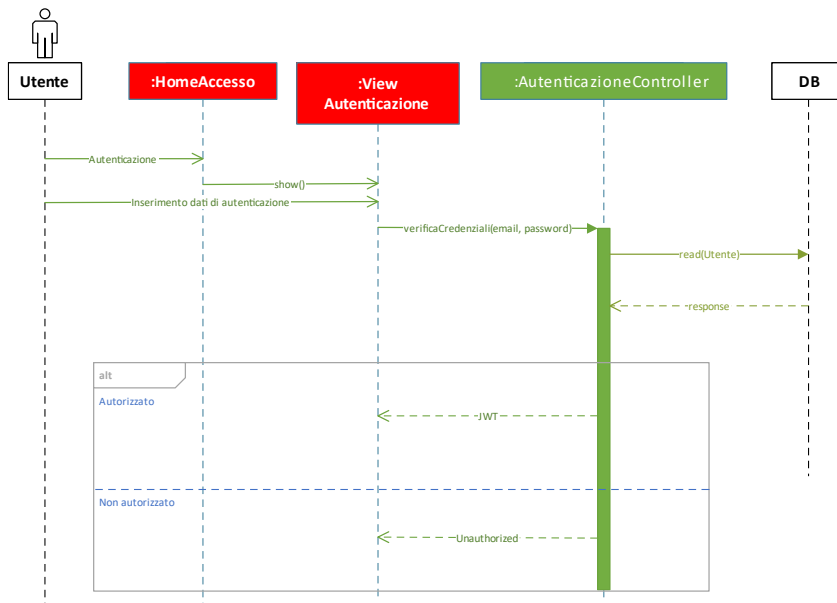 Utente
:HomeAccesso
:View
Autenticazione
:AutenticazioneController
DB
Autenticazione
show()
Inserimento dati di autenticazione
verificaCredenziali(email, password)
read(Utente)
response
alt
Autorizzato
JWT
Non autorizzato
Unauthorized